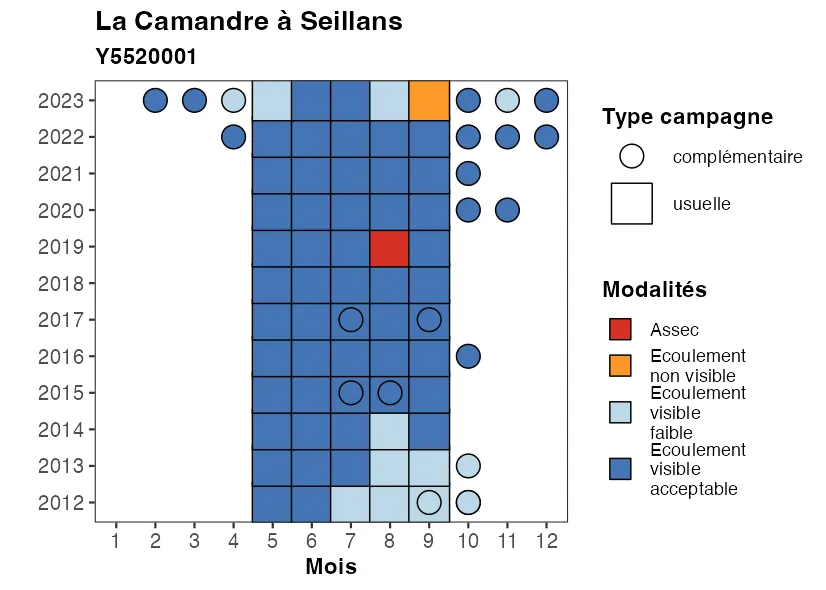 La Camandre à Seillans
Y5520001
2023
2022
2021
2020
2019
2018
2017
2016
2015
2014
2013
2012
1 2 3 4 5 6 7 8 9 10 11 12
Mois
Type campagne
complémentaire
usuelle
Modalités
Assec
Ecoulement
non visible
Ecoulement
visible
faible
Ecoulement
visible
acceptable